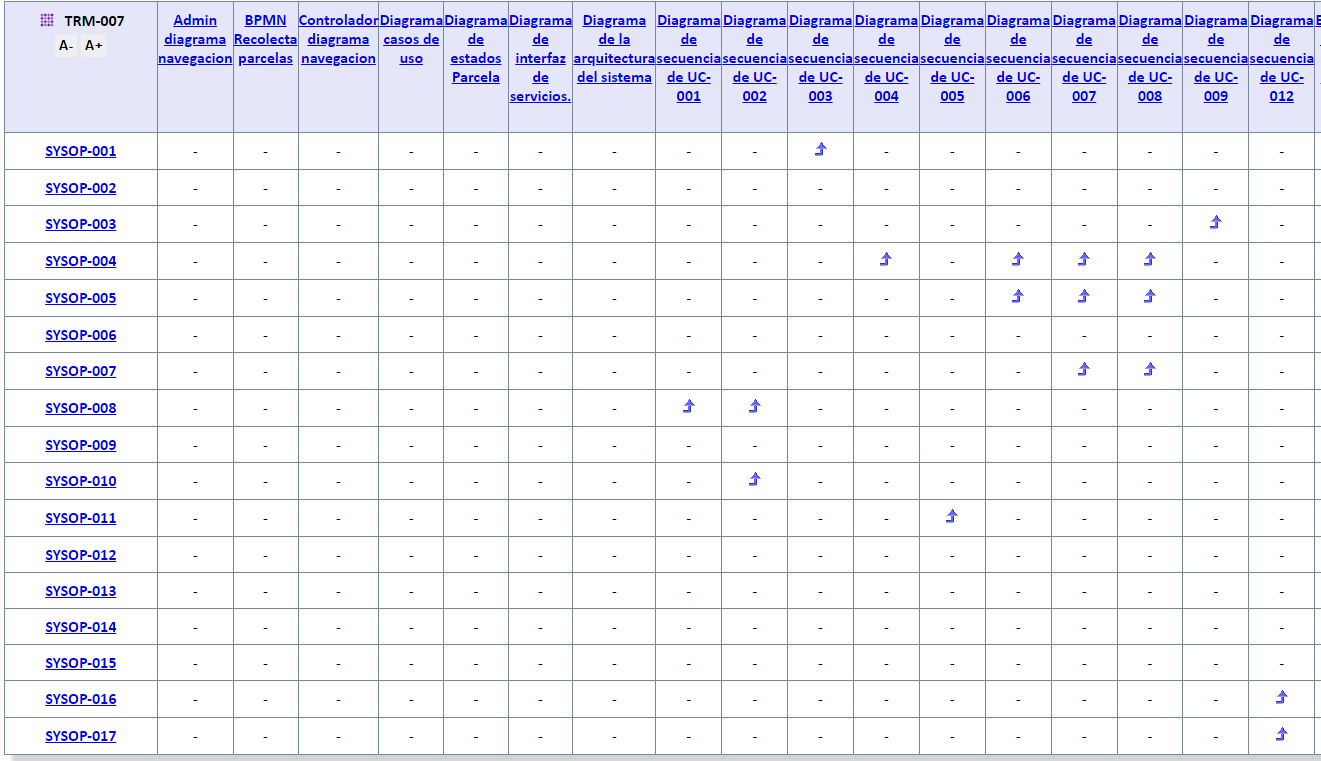 TRM-007
A- A+
Admin diagrama navegacion
BPMN Recolecta parcelas
Controlador diagrama navegacion
Diagrama casos de uso
Diagrama de estados Parcela
Diagrama de interfaz de servicios.
Diagrama de la arquitectura del sistema
Diagrama de secuencia de UC-001
Diagrama de secuencia de UC-002
Diagrama de secuencia de UC-003
Diagrama de secuencia de UC-004
Diagrama de secuencia de UC-005
Diagrama de secuencia de UC-006
Diagrama de secuencia de UC-007
Diagrama de secuencia de UC-008
Diagrama de secuencia de UC-009
Diagrama de secuencia de UC-012
SYSOP-001 - - - - - - - - - - - - - - - -
SYSOP-002 - - - - - - - - - - - - - - - - -
SYSOP-003 - - - - - - - - - - - - - - - -
SYSOP-004 - - - - - - - - - - - - -
SYSOP-005 - - - - - - - - - - - - - -
SYSOP-006 - - - - - - - - - - - - - - - - -
SYSOP-007 - - - - - - - - - - - - - - -
SYSOP-008 - - - - - - - - - - - - - - -
SYSOP-009 - - - - - - - - - - - - - - - - -
SYSOP-010 - - - - - - - - - - - - - - - -
SYSOP-011 - - - - - - - - - - - - - - - -
SYSOP-012 - - - - - - - - - - - - - - - - -
SYSOP-013 - - - - - - - - - - - - - - - - -
SYSOP-014 - - - - - - - - - - - - - - - - -
SYSOP-015 - - - - - - - - - - - - - - - - -
SYSOP-016 - - - - - - - - - - - - - - - -
SYSOP-017 - - - - - - - - - - - - - - - -